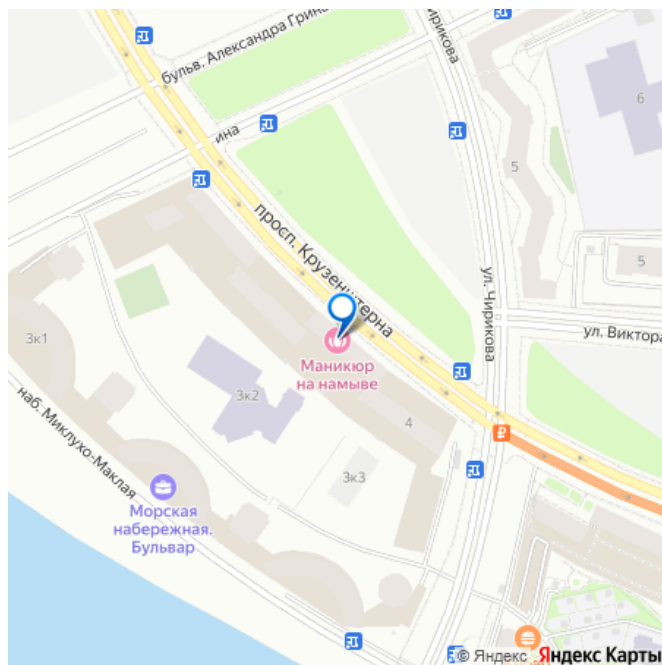 бульв. Александра Грина
ина
Чирикова
6
5
5
просп. Крузенштерна
ул. Чирикова
ул. Виктора
3к1
Маникюр
на намыве
3к2
4
наб. Миклухо-Маклая
3к3
Морская
набережная.
Бульвар
© Яндекс Яндекс Карты